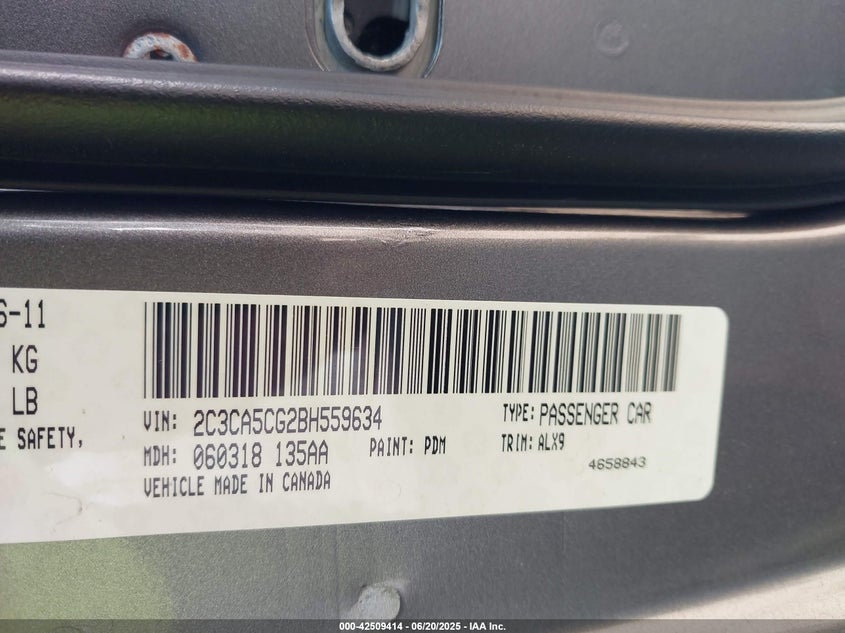 6-11
KG
LB
E SAFETY,
VIN: 2C3CA5CG2BH559634
TYPE: PASSENGER CAR
MDH: 060318 135AA
PAINT: PDM
TRIM: ALX9
4658843
VEHICLE MADE IN CANADA
000-42509414 - 06/20/2025 - IAA Inc.